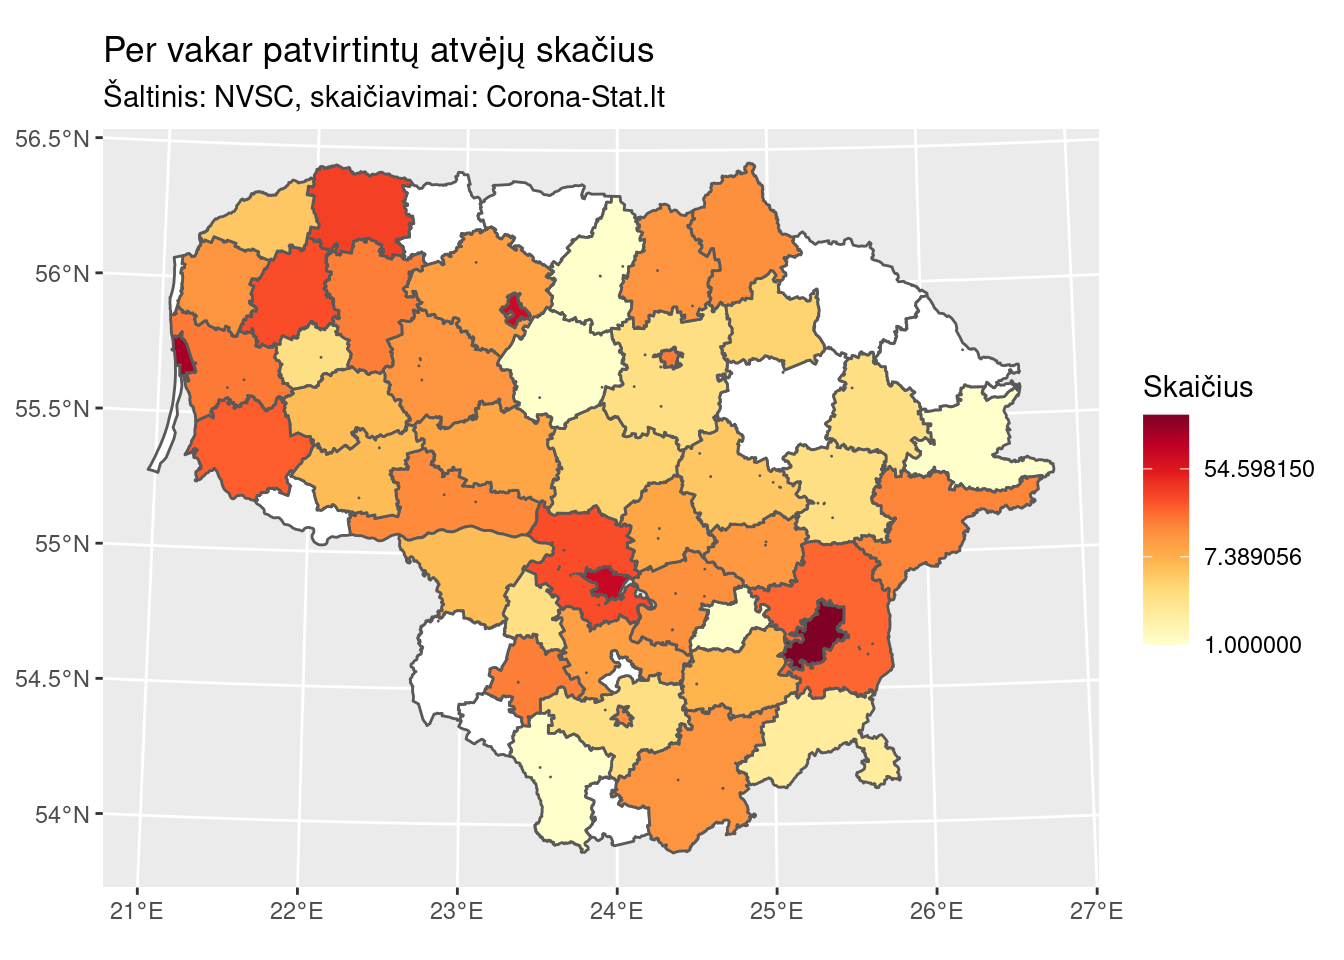 Per vakar patvirtintų atvėjų skačius
Šaltinis: NVSC, skaičiavimai: Corona-Stat.lt
56.5°N
56°N
55.5°N
55°N
54.5°N
54°N
21°E
22°E
23°E
24°E
25°E
26°E
27°E
Skaičius
54.598150
7.389056
1.000000